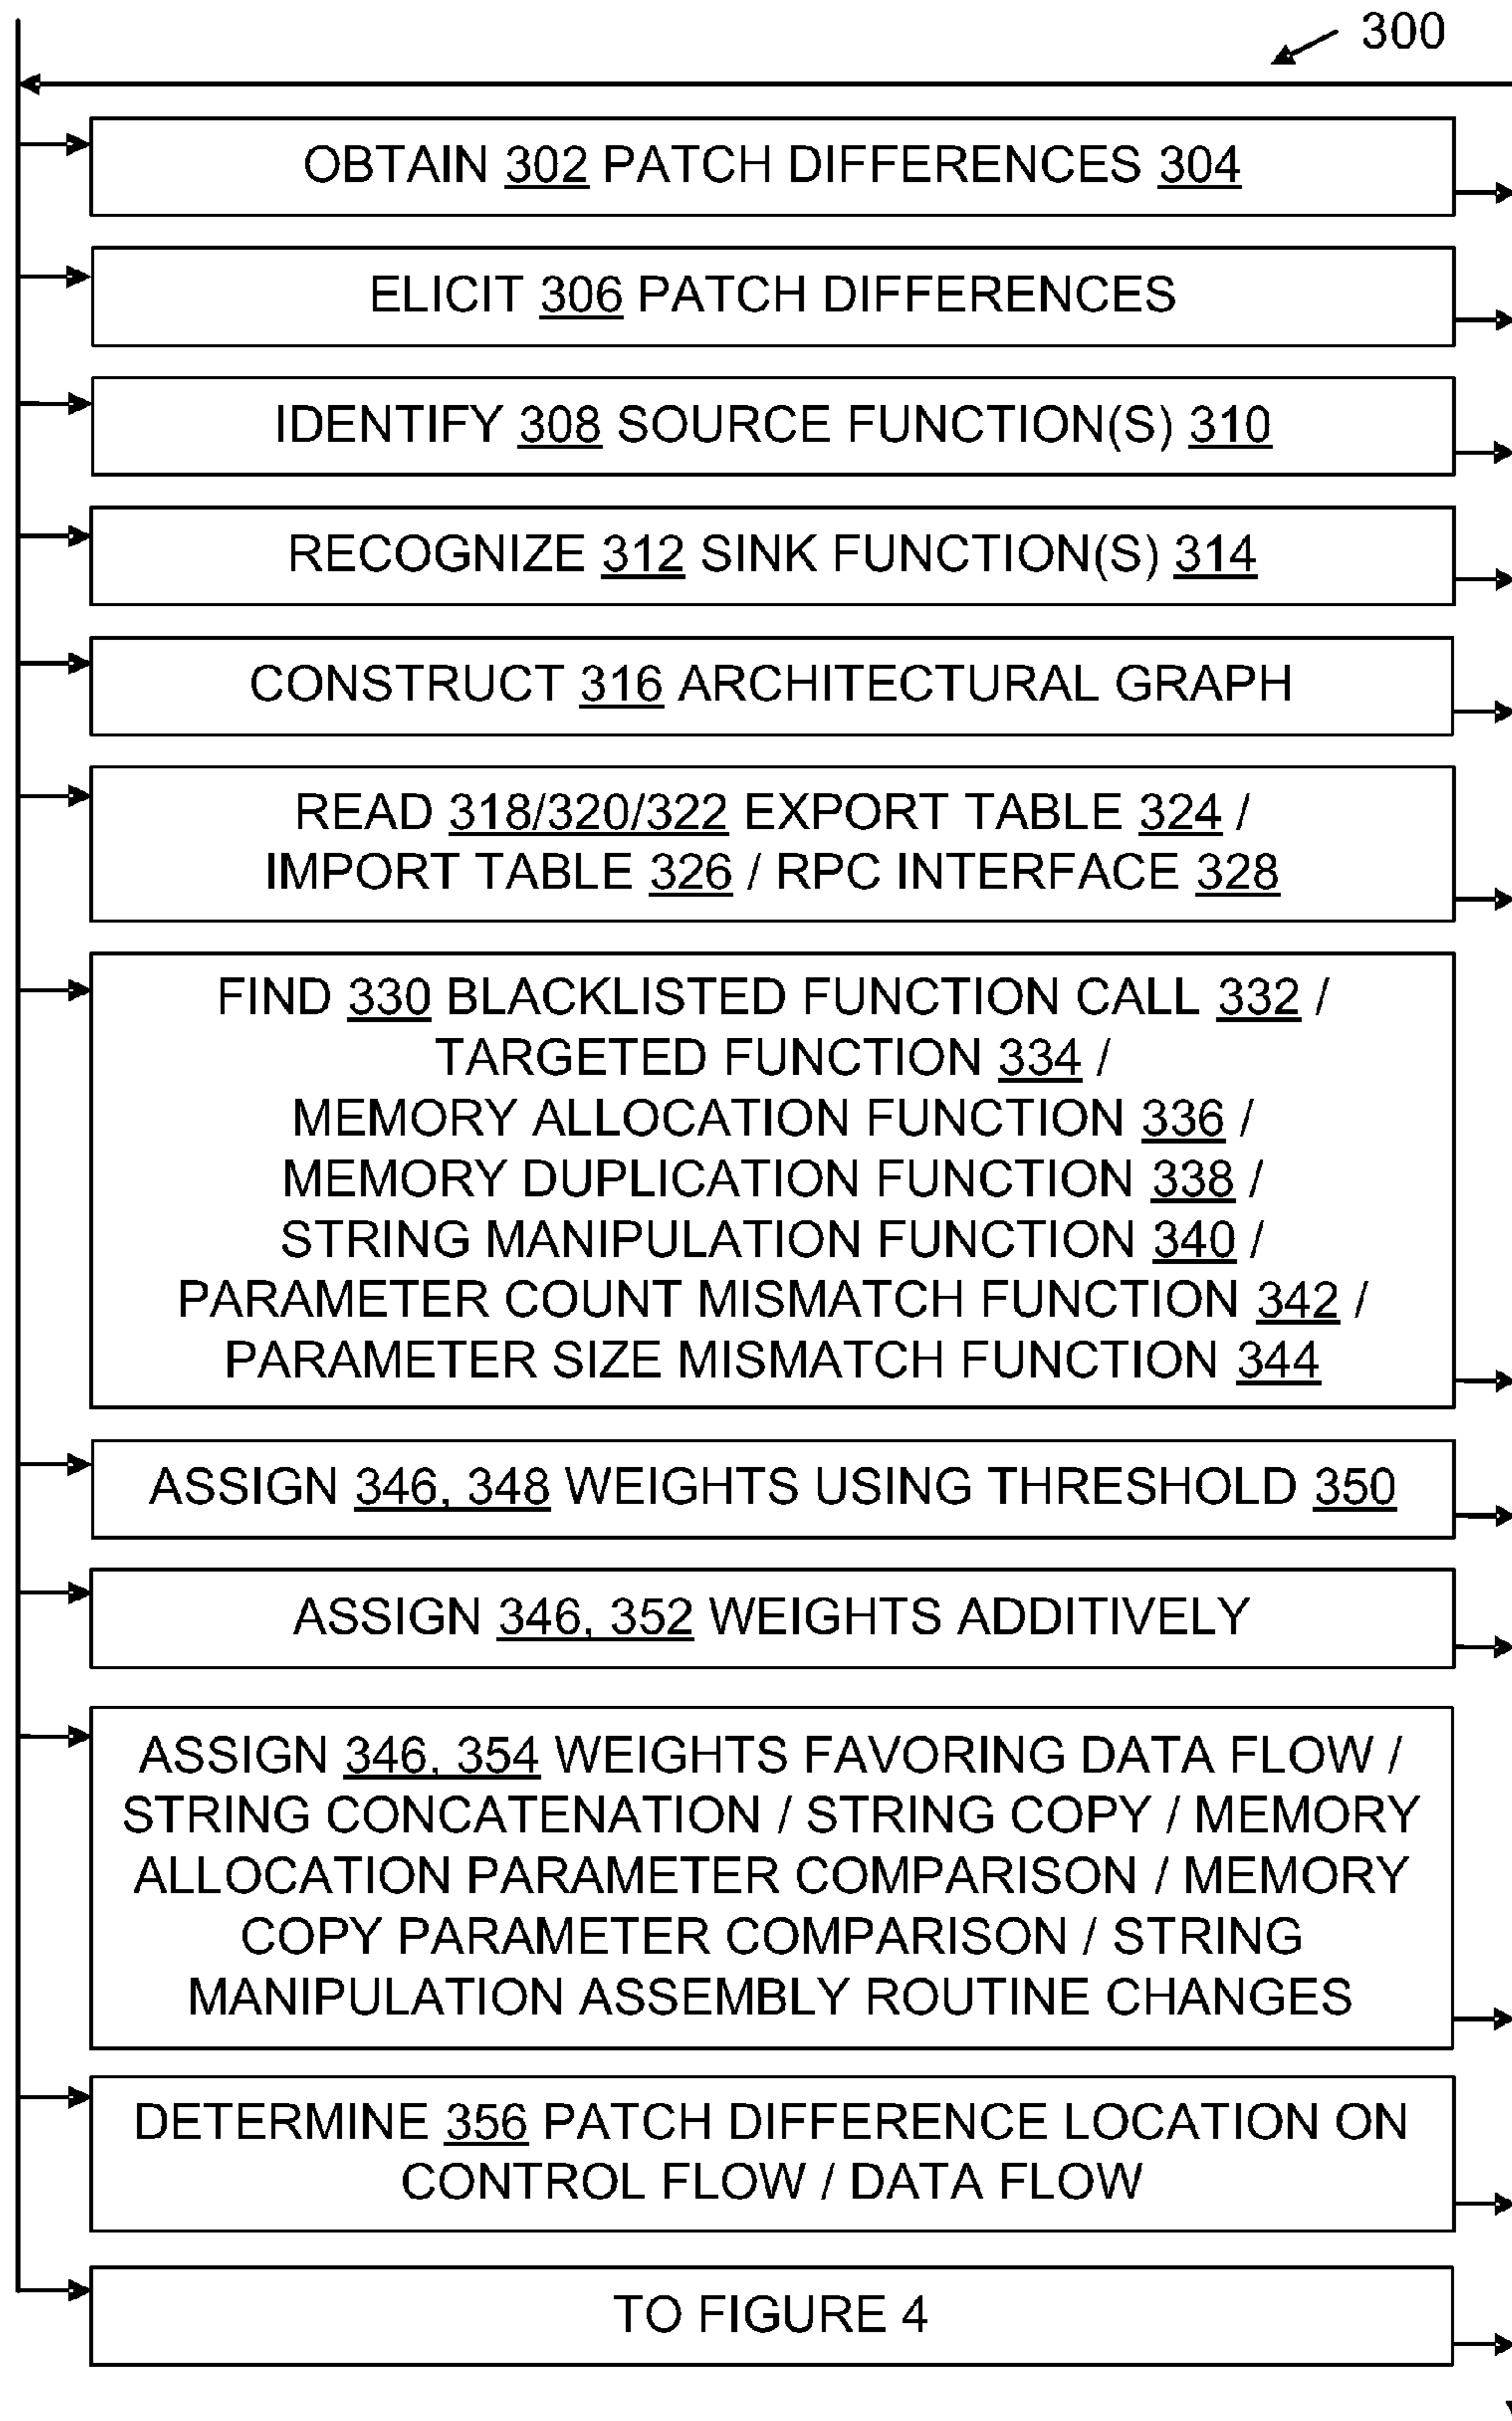 300
OBTAIN 302 PATCH DIFFERENCES 304
ELICIT 306 PATCH DIFFERENCES
IDENTIFY 308 SOURCE FUNCTION(S) 310
RECOGNIZE 312 SINK FUNCTION(S) 314
CONSTRUCT 316 ARCHITECTURAL GRAPH
READ 318/320/322 EXPORT TABLE 324 /
IMPORT TABLE 326 / RPC INTERFACE 328
FIND 330 BLACKLISTED FUNCTION CALL 332 /
TARGETED FUNCTION 334 /
MEMORY ALLOCATION FUNCTION 336 /
MEMORY DUPLICATION FUNCTION 338 /
STRING MANIPULATION FUNCTION 340 /
PARAMETER COUNT MISMATCH FUNCTION 342 /
PARAMETER SIZE MISMATCH FUNCTION 344
ASSIGN 346, 348 WEIGHTS USING THRESHOLD 350
ASSIGN 346, 352 WEIGHTS ADDITIVELY
ASSIGN 346, 354 WEIGHTS FAVORING DATA FLOW /
STRING CONCATENATION / STRING COPY / MEMORY
ALLOCATION PARAMETER COMPARISON / MEMORY
COPY PARAMETER COMPARISON / STRING
MANIPULATION ASSEMBLY ROUTINE CHANGES
DETERMINE 356 PATCH DIFFERENCE LOCATION ON
CONTROL FLOW / DATA FLOW
TO FIGURE 4